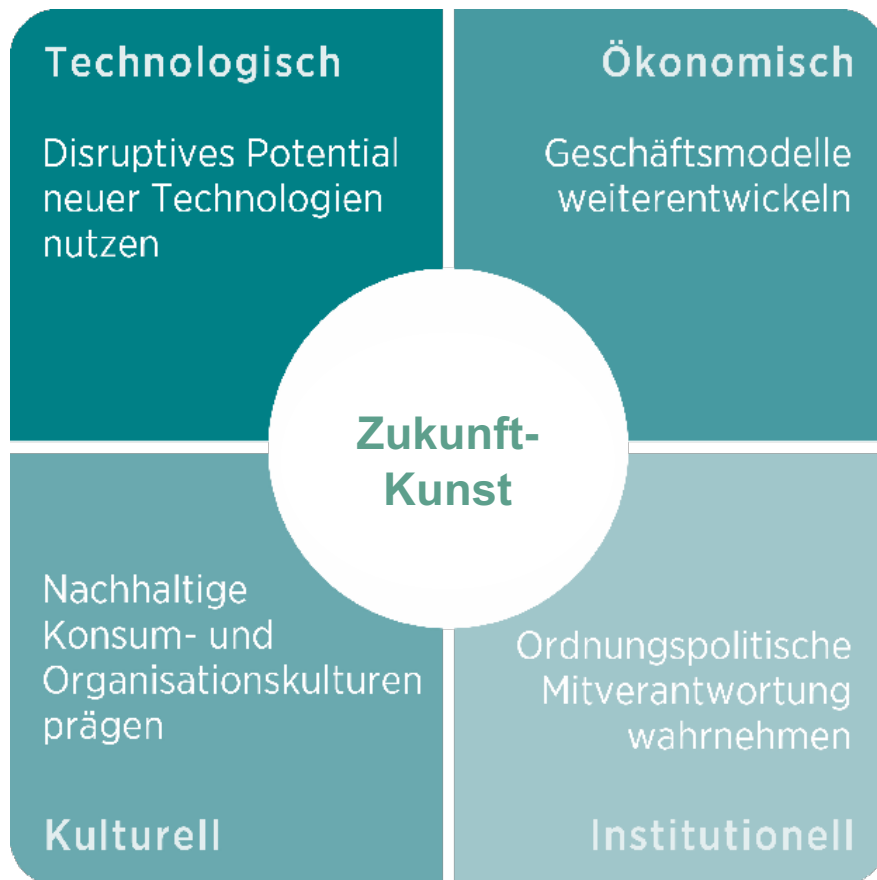 Technologisch
Disruptives Potential
neuer Technologien
nutzen
Ökonomisch
Geschäftsmodelle
weiterentwickeln
Zukunft-
Kunst
Nachhaltige
Konsum- und
Organisationskulturen
prägen
Kulturell
Ordnungspolitische
Mitverantwortung
wahrnehmen
Institutionell